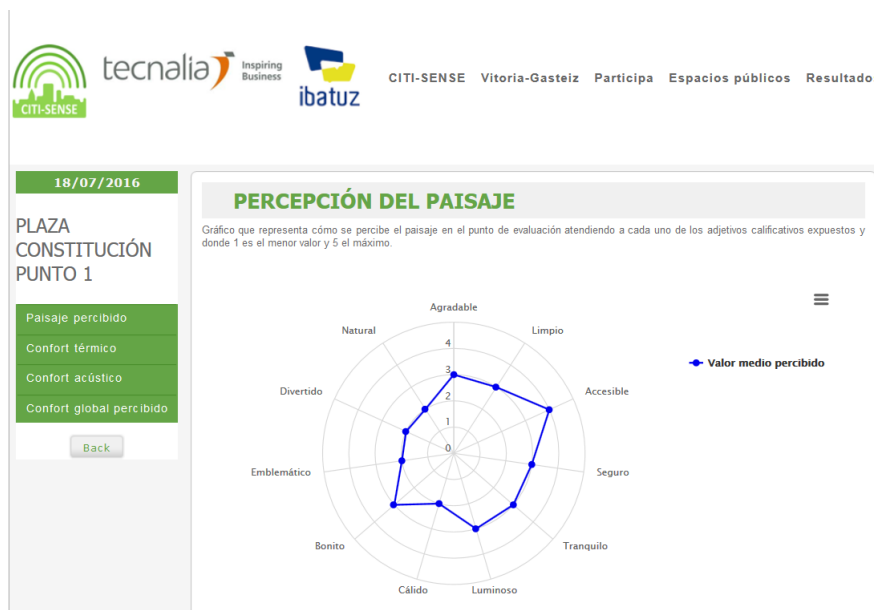 CITI-SENSE
tecnalia Inspiring Business
ibatuz
CITI-SENSE Vitoria-Gasteiz Participa Espacios públicos Resultado
18/07/2016
PLAZA
CONSTITUCIÓN
PUNTO 1
Paisaje percibido
Confort térmico
Confort acústico
Confort global percibido
Back
PERCEPCIÓN DEL PAISAJE
Gráfico que representa cómo se percibe el paisaje en el punto de evaluación atendiendo a cada uno de los adjetivos calificativos expuestos y
donde 1 es el menor valor y 5 el máximo.
Agradable
Natural
Limpio
4
3
2
1
0
Divertido
Accesible
Emblemático
Seguro
Bonito
Tranquilo
Cálido
Luminoso
Valor medio percibido